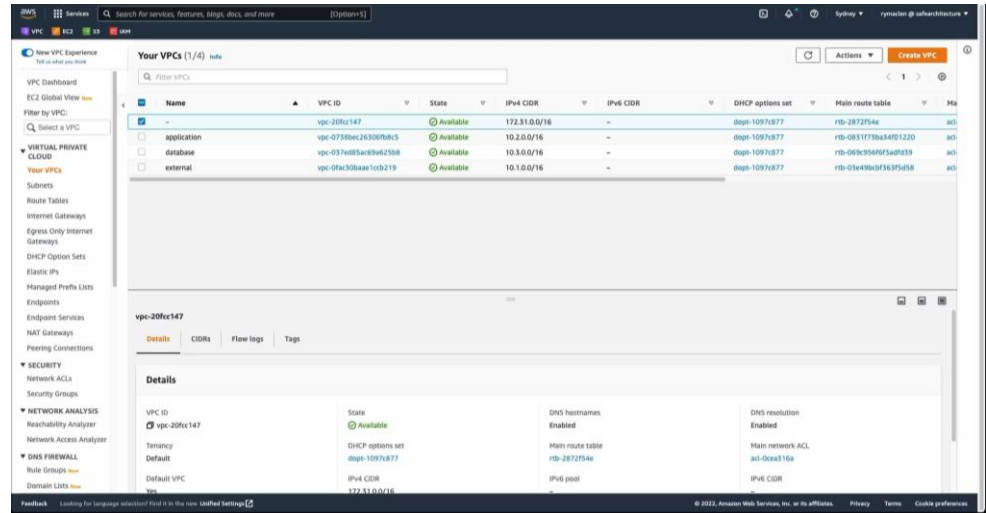 aws Services Search for services, features, blogs, docs, and more [Option+S] Sydney ▼ rymaclen @ safearchitecture ▼
VPC EC2 S3 IAM
New VPC Experience
Tell us what you think
VPC Dashboard
EC2 Global View New
Filter by VPC:
Select a VPC
▼ VIRTUAL PRIVATE CLOUD
Your VPCs
Subnets
Route Tables
Internet Gateways
Egress Only Internet
Gateways
DHCP Option Sets
Elastic IPs
Managed Prefix Lists
Endpoints
Endpoint Services
NAT Gateways
Peering Connections
▼ SECURITY
Network ACLs
Security Groups
▼ NETWORK ANALYSIS
Reachability Analyzer
Network Access Analyzer
▼ DNS FIREWALL
Rule Groups New
Domain Lists New
Your VPCs (1/4) Info
Actions ▼ Create VPC
Filter VPCs
< 1 >
Name VPC ID State IPv4 CIDR IPv6 CIDR DHCP options set Main route table Ma
– vpc-20fcc147 Available 172.31.0.0/16 – dopt-1097c877 rtb-2872f54e acl-
application vpc-0738bec26306fb8c5 Available 10.2.0.0/16 – dopt-1097c877 rtb-0831f73ba34f01220 acl-
database vpc-037ed85ac69a625b8 Available 10.3.0.0/16 – dopt-1097c877 rtb-069c956f6f3adfd39 acl-
external vpc-0fac30baae1ccb219 Available 10.1.0.0/16 – dopt-1097c877 rtb-03e49bcbf363f5d58 acl-
vpc-20fcc147
Details CIDRs Flow logs Tags
Details
VPC ID State DNS hostnames DNS resolution
vpc-20fcc147 Available Enabled Enabled
Tenancy DHCP options set Main route table Main network ACL
Default dopt-1097c877 rtb-2872f54e acl-0cea316a
Default VPC IPv4 CIDR IPv6 pool IPv6 CIDR
Yes 172.31.0.0/16 – –
Feedback Looking for language selection? Find it in the new Unified Settings © 2022, Amazon Web Services, Inc. or its affiliates. Privacy Terms Cookie preferences